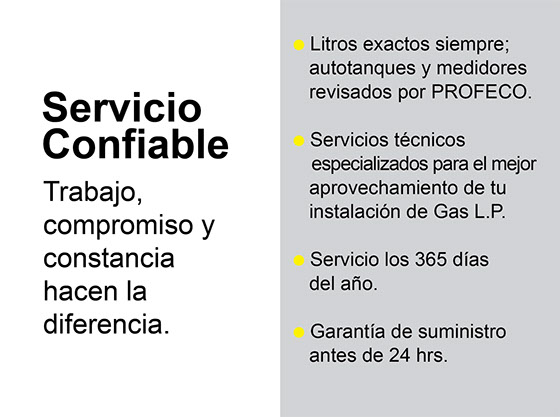 Servicio
Confiable
Trabajo,
compromiso y
constancia
hacen la
diferencia.
Litros exactos siempre;
autotanques y medidores
revisados por PROFECO.
Servicios técnicos
especializados para el mejor
aprovechamiento de tu
instalación de Gas L.P.
Servicio los 365 días
del año.
Garantía de suministro
antes de 24 hrs.